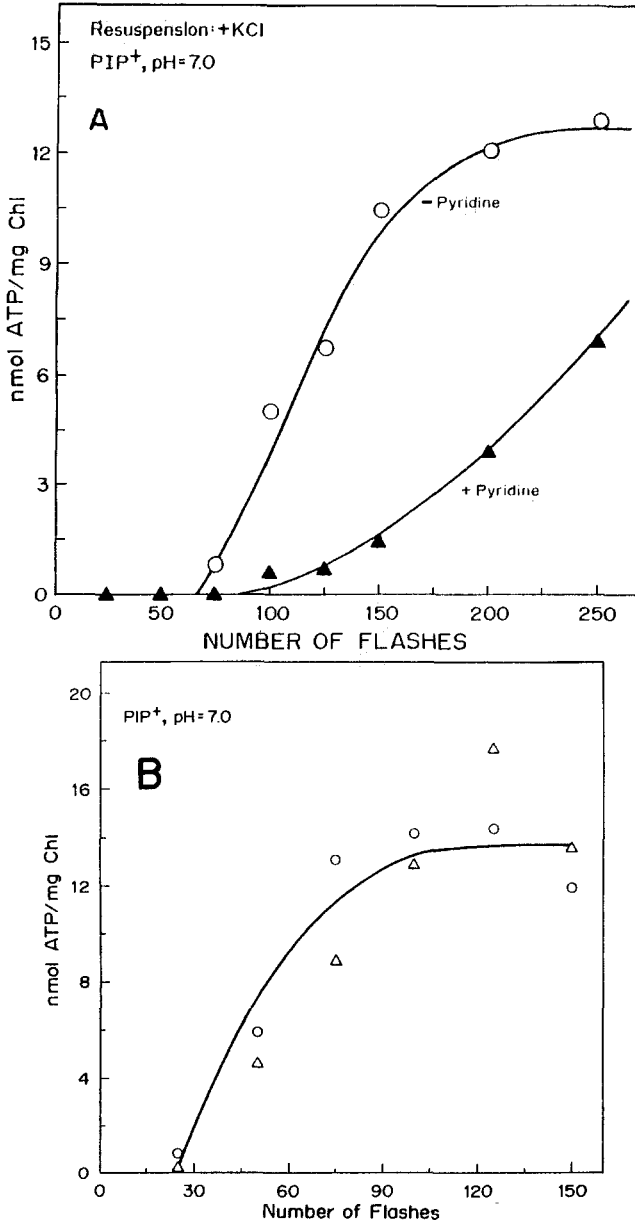 Resuspension: +KCl
PIP+, pH=7.0
A
15
12
9
6
3
0
nmol ATP/mg Chl
– Pyridine
+ Pyridine
0 50 75 100 125 150 200 250
NUMBER OF FLASHES
PIP+, pH=7.0
B
20
16
12
8
4
0
nmol ATP/mg Chl
0 30 60 90 120 150
Number of Flashes